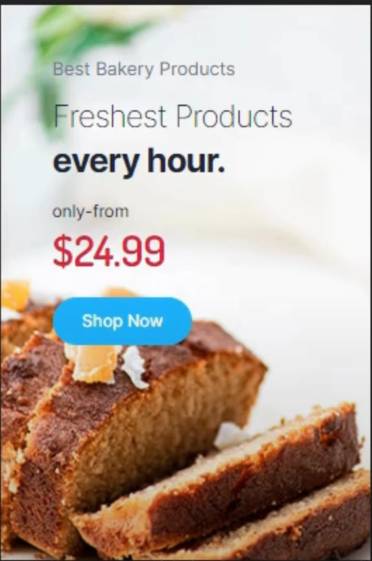 Best Bakery Products
Freshest Products
every hour.
only-from
$24.99
Shop Now